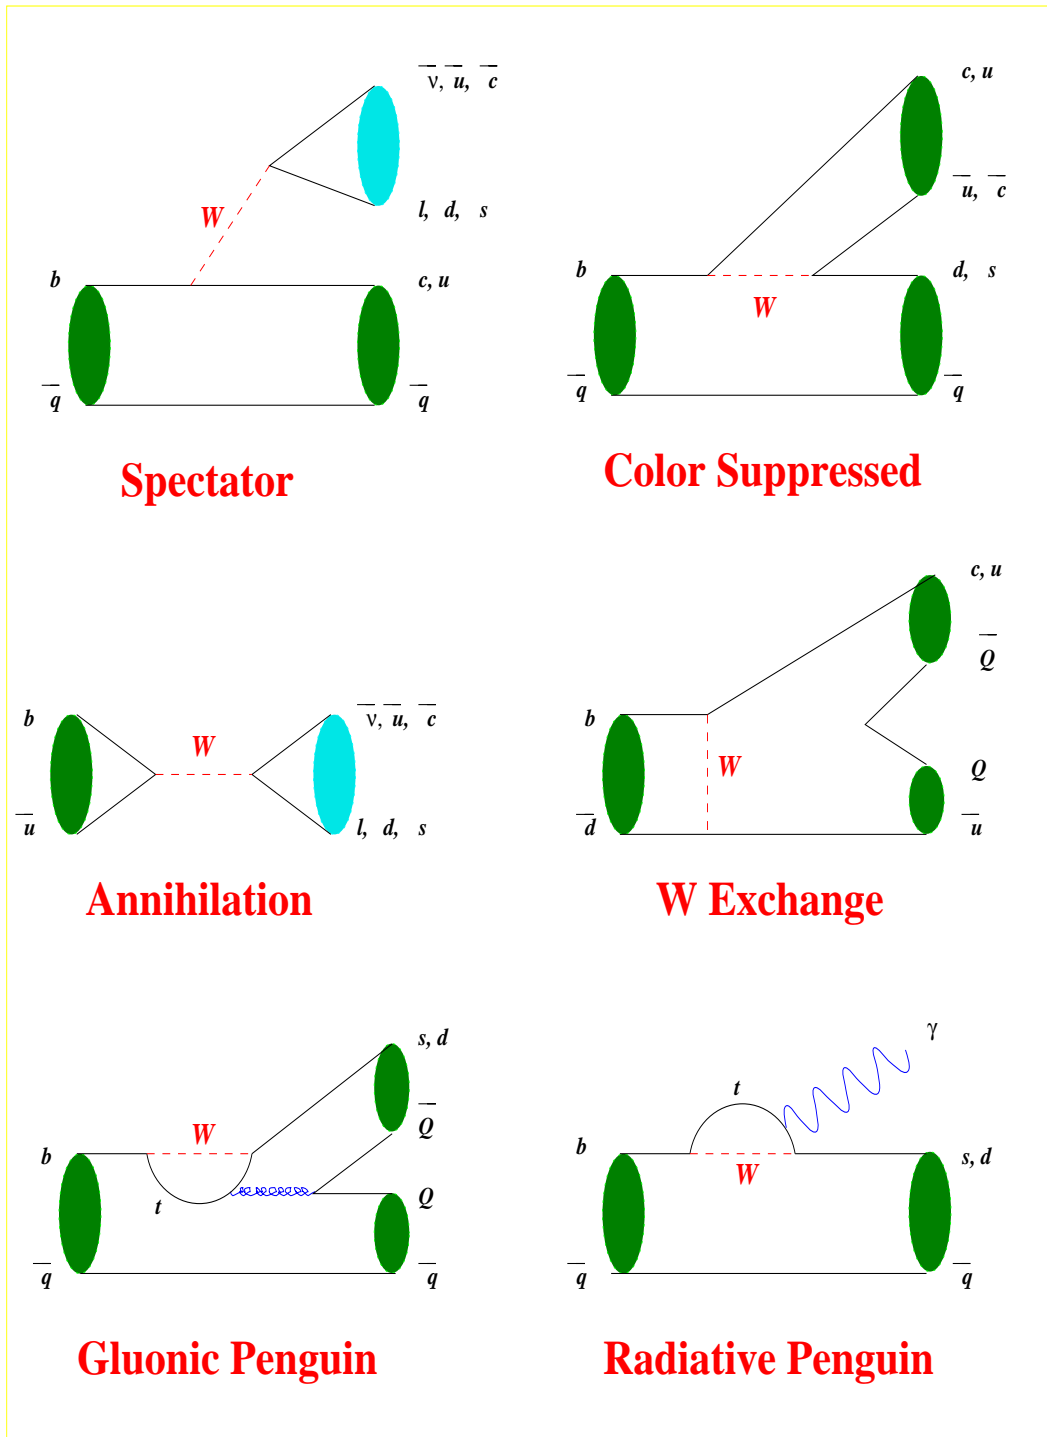 ν̅, u̅, c̅
W
l, d, s
b
c, u
q̅
q̅
Spectator
c, u
u̅, c̅
b
d, s
W
q̅
q̅
Color Suppressed
b
ν̅, u̅, c̅
W
u̅
l, d, s
Annihilation
c, u
Q̅
b
W
Q
d̅
u̅
W Exchange
s, d
Q̅
W
b
t
Q
q̅
q̅
Gluonic Penguin
γ
t
b
W
s, d
q̅
q̅
Radiative Penguin